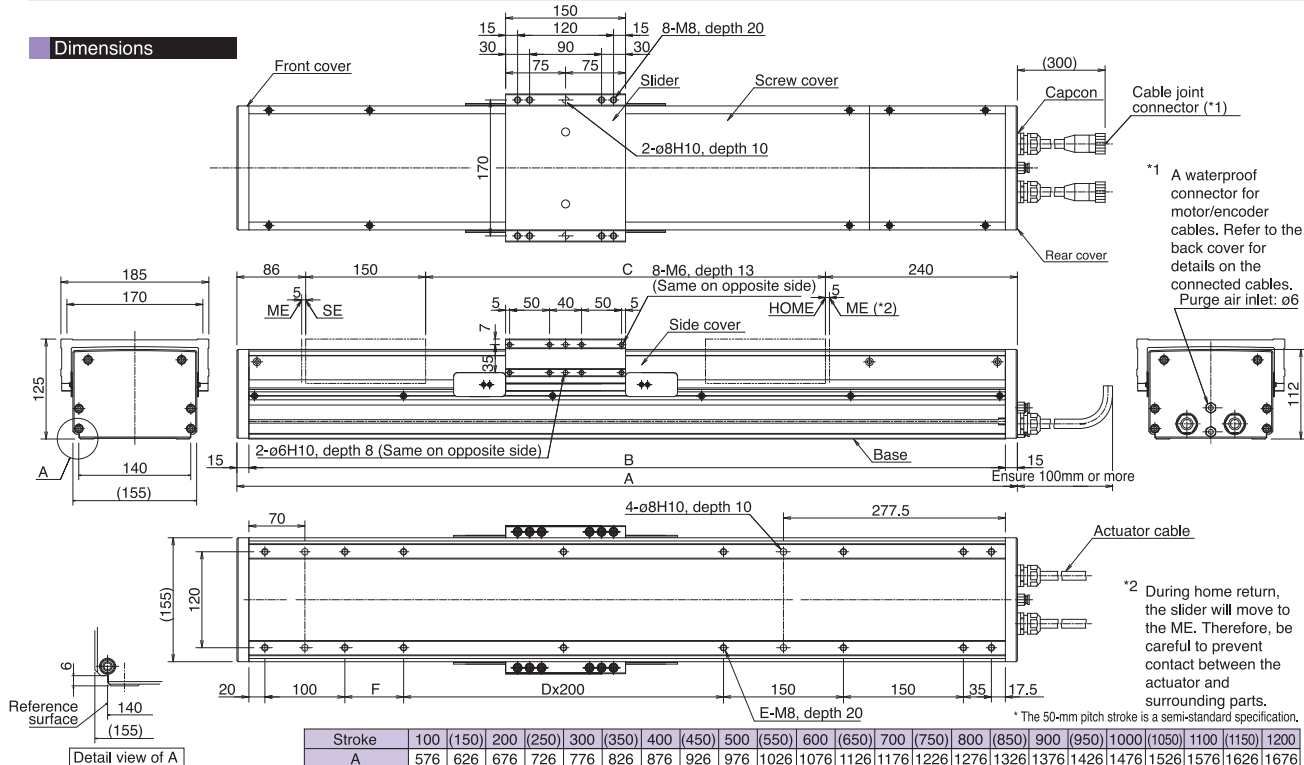 Dimensions
150
15
120
15
8-M8, depth 20
30
90
30
75
75
Front cover
Slider
Screw cover
(300)
Capcon
Cable joint
connector (*1)
2-ø8H10, depth 10
170
Rear cover
*1 A waterproof
connector for
motor/encoder
cables. Refer to the
back cover for
details on the
connected cables.
Purge air inlet: ø6
185
170
125
A
140
(155)
86
150
C
240
8-M6, depth 13
(Same on opposite side)
5
ME
SE
5
50
40
50
5
HOME
5
ME (*2)
7
35
Side cover
112
2-ø6H10, depth 8 (Same on opposite side)
Base
15
B
15
A
Ensure 100mm or more
4-ø8H10, depth 10
277.5
70
Actuator cable
(155)
120
*2 During home return,
the slider will move to
the ME. Therefore, be
careful to prevent
contact between the
actuator and
surrounding parts.
20
100
F
Dx200
150
150
35
17.5
E-M8, depth 20
6
Reference
surface
140
(155)
Detail view of A
* The 50-mm pitch stroke is a semi-standard specification.
Stroke 100 (150) 200 (250) 300 (350) 400 (450) 500 (550) 600 (650) 700 (750) 800 (850) 900 (950) 1000 (1050) 1100 (1150) 1200
A 576 626 676 726 776 826 876 926 976 1026 1076 1126 1176 1226 1276 1326 1376 1426 1476 1526 1576 1626 1676